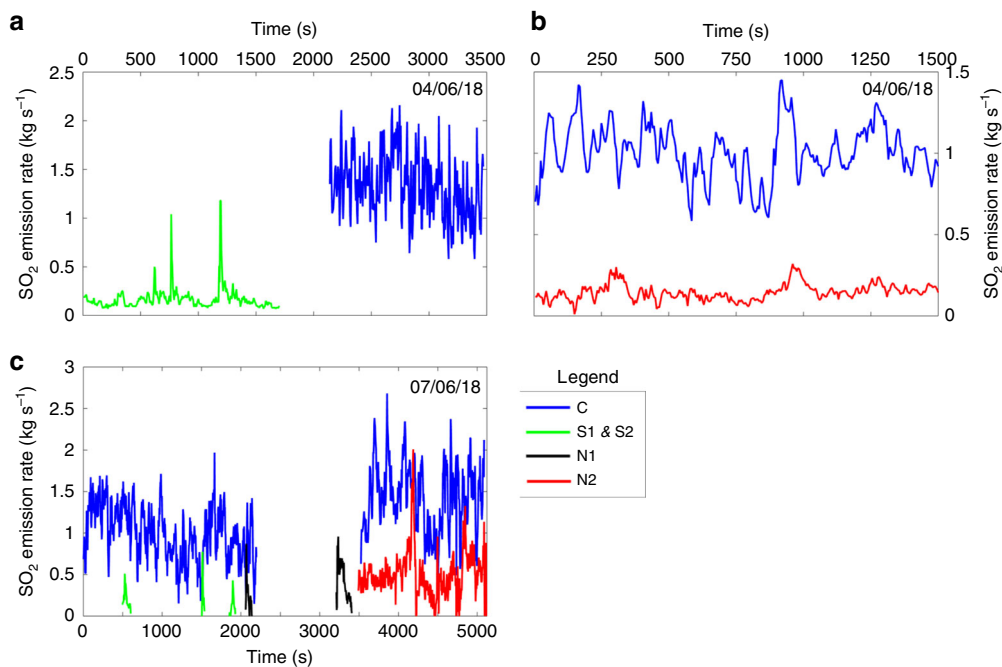 a
Time (s)
0 500 1000 1500 2000 2500 3000 3500
2.5
2
1.5
1
0.5
0
SO2 emission rate (kg s−1)
04/06/18
b
Time (s)
0 250 500 750 1000 1250 1500
1.5
1
0.5
0
SO2 emission rate (kg s−1)
04/06/18
c
3
2.5
2
1.5
1
0.5
0
SO2 emission rate (kg s−1)
07/06/18
0 1000 2000 3000 4000 5000
Time (s)
Legend
C
S1 & S2
N1
N2